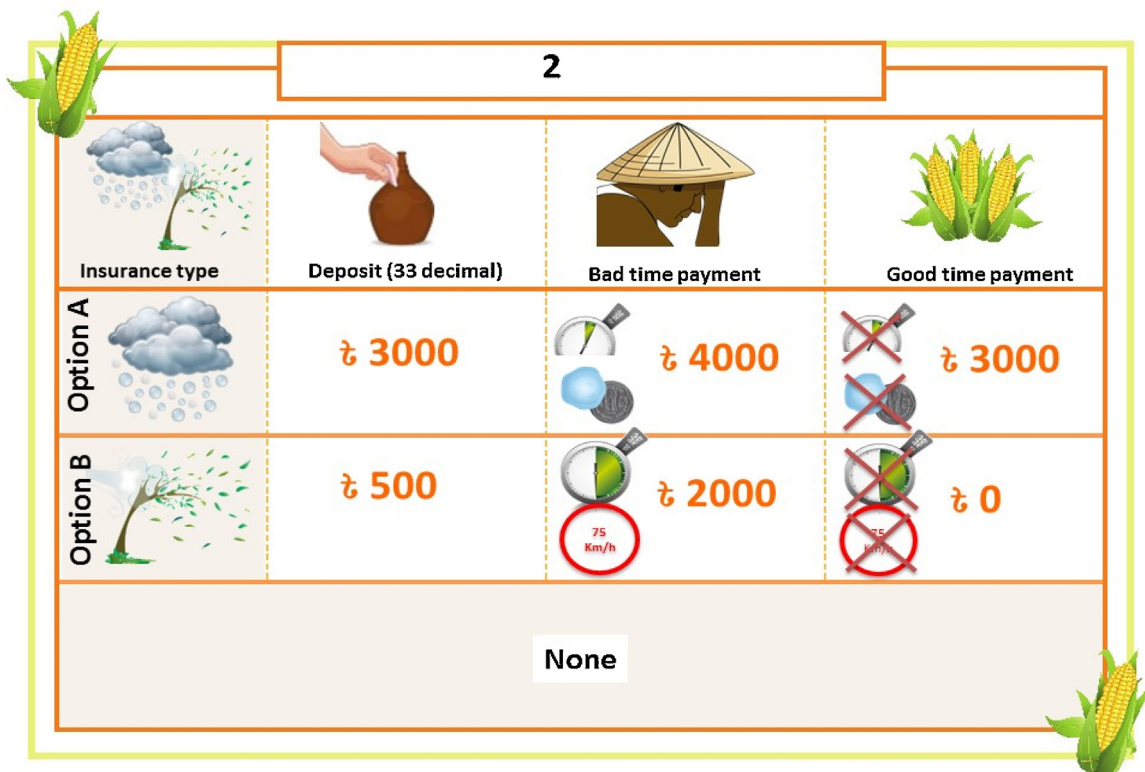 2
Insurance type
Deposit (33 decimal)
Bad time payment
Good time payment
Option A
৳ 3000
৳ 4000
৳ 3000
Option B
৳ 500
৳ 2000
৳ 0
75
Km/h
None